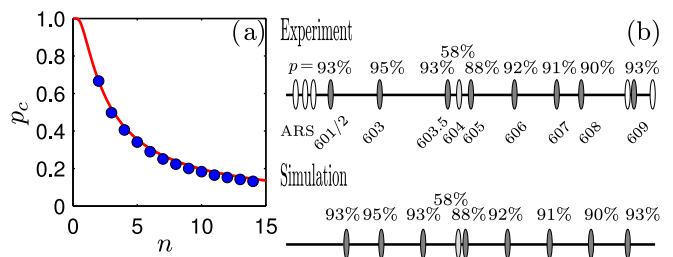 1.0
0.8
0.6
0.4
0.2
0
0 5 10 15
p_c
n
(a)
Experiment
(b)
58%
p= 93% 95% 93% 88% 92% 91% 90% 93%
ARS 601/2 603 603.5 604 605 606 607 608 609
Simulation
58%
93% 95% 93% 88% 92% 91% 90% 93%